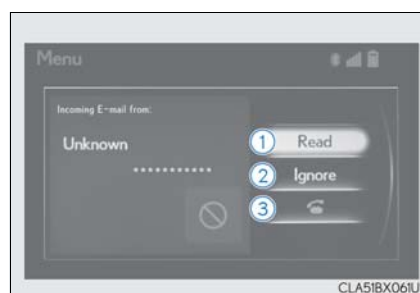 Menu
Incoming E-mail from:
Unknown
***********
1 Read
2 Ignore
3
CLA51BX061U